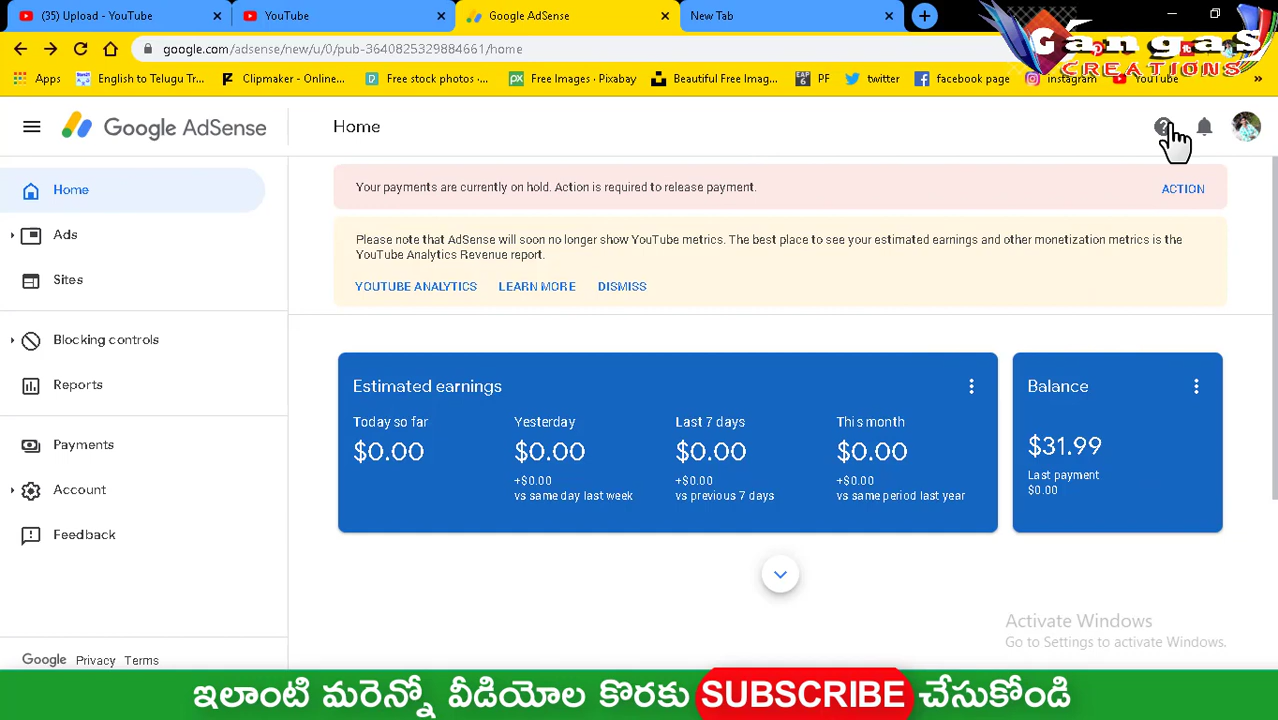 (35) Upload - YouTube
YouTube
Google AdSense
New Tab
google.com/adsense/new/u/0/pub-3640825329884661/home
Apps
English to Telugu Tr...
Clipmaker - Online...
Free stock photos ·...
Free Images · Pixabay
Beautiful Free Imag...
PF
twitter
facebook page
Instagram
YouTube
GangaS
CREATIONS
Google AdSense
Home
Home
Ads
Sites
Blocking controls
Reports
Payments
Account
Feedback
Google Privacy Terms
Your payments are currently on hold. Action is required to release payment.
ACTION
Please note that AdSense will soon no longer show YouTube metrics. The best place to see your estimated earnings and other monetization metrics is the
YouTube Analytics Revenue report.
YOUTUBE ANALYTICS LEARN MORE DISMISS
Estimated earnings
Today so far
$0.00
Yesterday
$0.00
+$0.00
vs same day last week
Last 7 days
$0.00
+$0.00
vs previous 7 days
This month
$0.00
+$0.00
vs same period last year
Balance
$31.99
Last payment
$0.00
Activate Windows
Go to Settings to activate Windows.
ఇలాంటి మరెన్నో వీడియోల కొరకు SUBSCRIBE చేసుకోండి